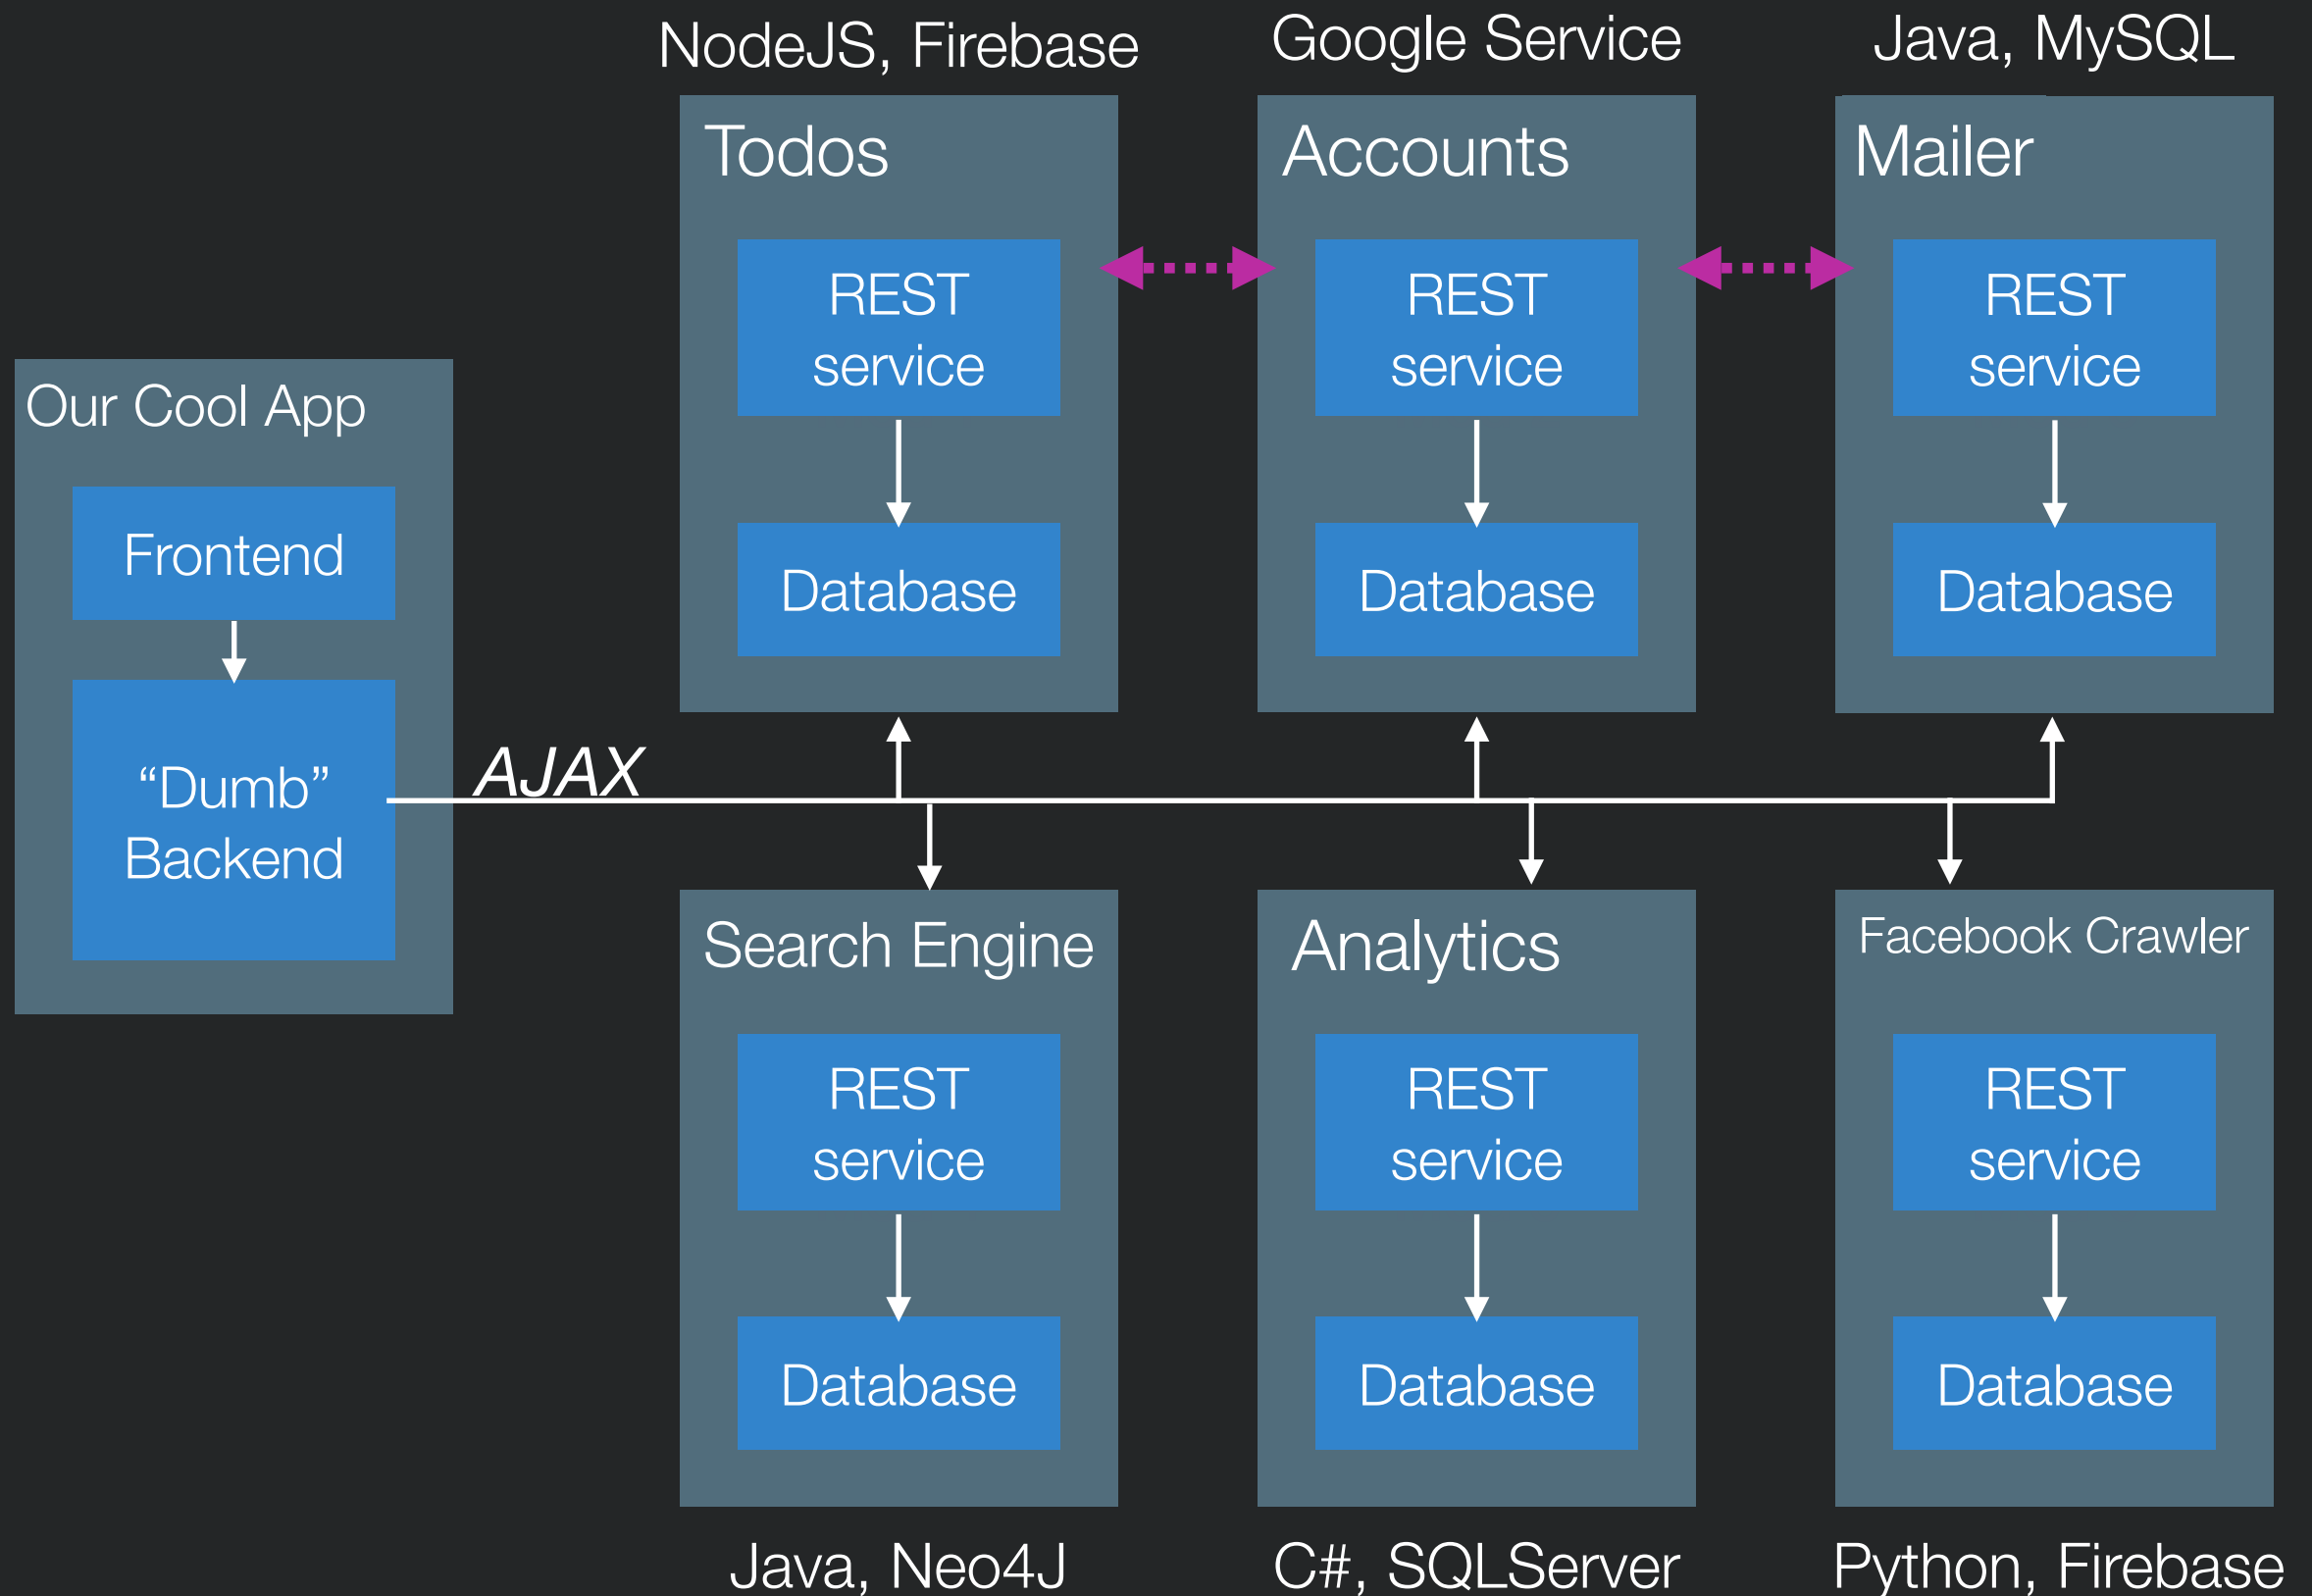 NodeJS, Firebase
Google Service
Java, MySQL
Todos
Accounts
Mailer
REST
service
REST
service
REST
service
Database
Database
Database
Our Cool App
Frontend
“Dumb”
Backend
AJAX
Search Engine
Analytics
Facebook Crawler
REST
service
REST
service
REST
service
Database
Database
Database
Java, Neo4J
C#, SQLServer
Python, Firebase